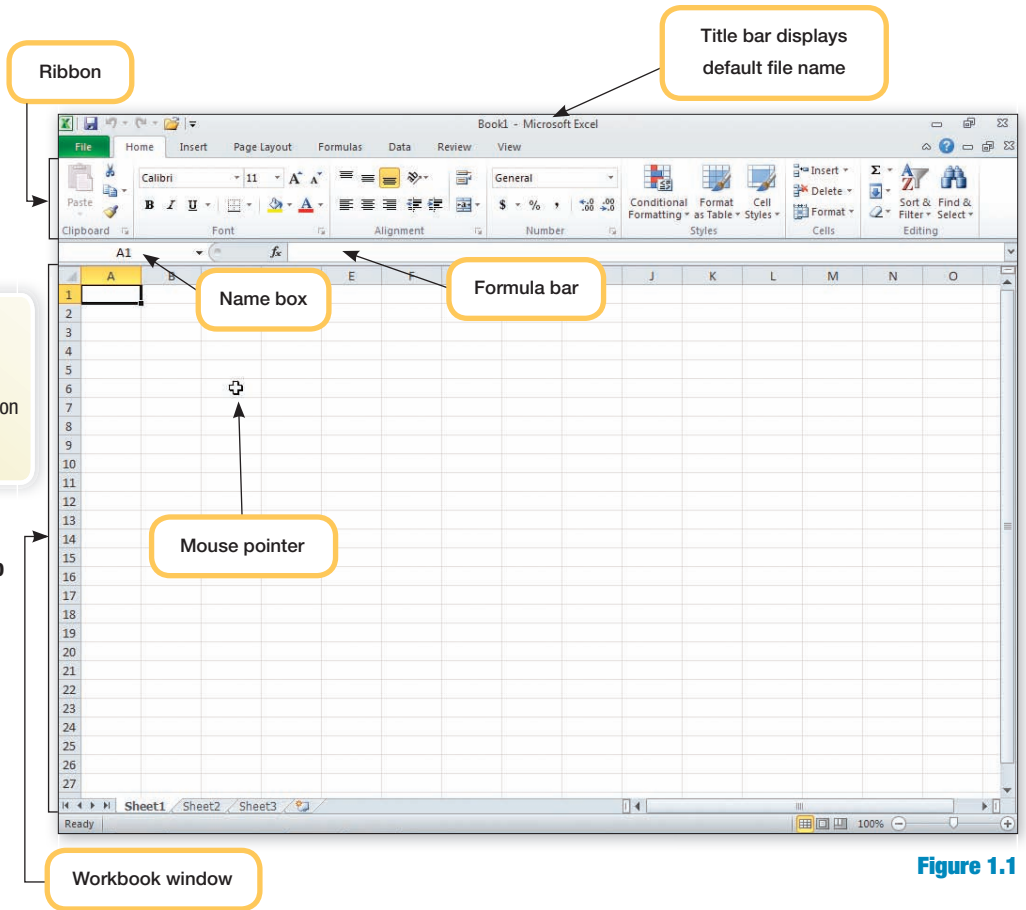 Title bar displays
default file name
Ribbon
Book1 - Microsoft Excel
File Home Insert Page Layout Formulas Data Review View
Calibri 11 A A General Insert Σ
Paste Conditional Format Cell Delete Sort & Find &
B I U A $ % , .00 .00 Formatting as Table Styles Format Filter Select
Clipboard Font Alignment Number Styles Cells Editing
A1 fx
A B E F J K L M N O
Name box
Formula bar
1
2
3
4
5
6
7
on
8
9
10
11
12
13
14
Mouse pointer
15
16
17
18
19
20
21
22
23
24
25
26
27
Sheet1 Sheet2 Sheet3
Ready 100%
Workbook window
Figure 1.1